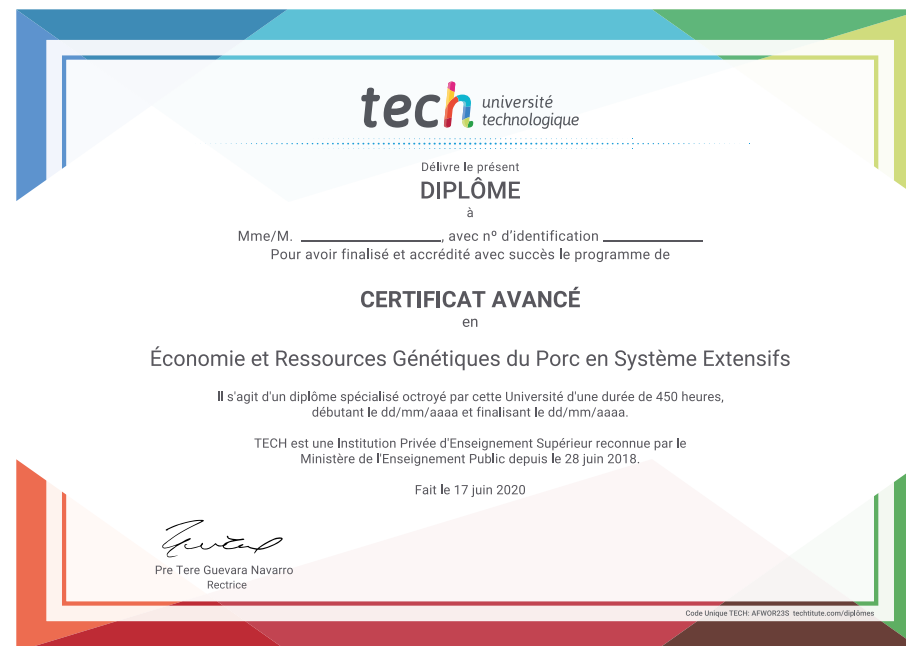 tech université
technologique
Délivre le présent
DIPLÔME
à
Mme/M. ____________________, avec nº d'identification ______________
Pour avoir finalisé et accrédité avec succès le programme de
CERTIFICAT AVANCÉ
en
Économie et Ressources Génétiques du Porc en Système Extensifs
Il s'agit d'un diplôme spécialisé octroyé par cette Université d'une durée de 450 heures,
débutant le dd/mm/aaaa et finalisant le dd/mm/aaaa.
TECH est une Institution Privée d'Enseignement Supérieur reconnue par le
Ministère de l'Enseignement Public depuis le 28 juin 2018.
Fait le 17 juin 2020
Pre Tere Guevara Navarro
Rectrice
Code Unique TECH: AFWOR23S techtitute.com/diplômes